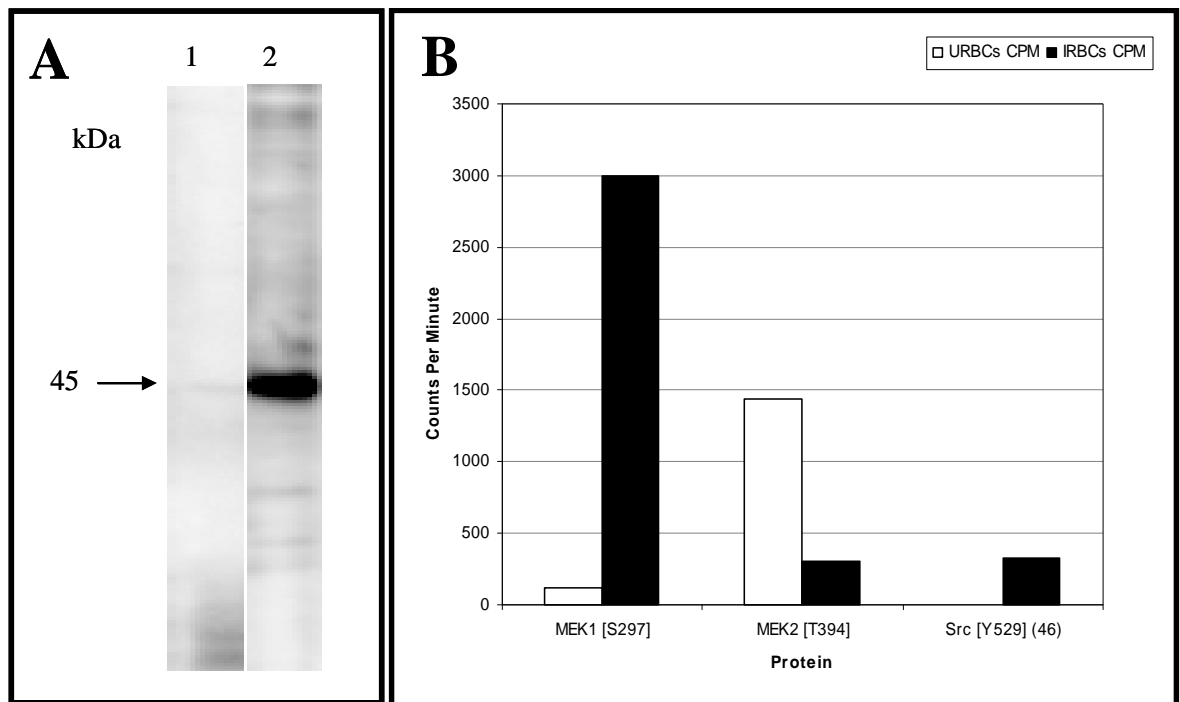 A
1 2
kDa
45
B
URBCs CPM IRBCs CPM
3500
3000
2500
2000
1500
1000
500
0
Counts Per Minute
MEK1 [S297] MEK2 [T394] Src [Y529] (46)
Protein